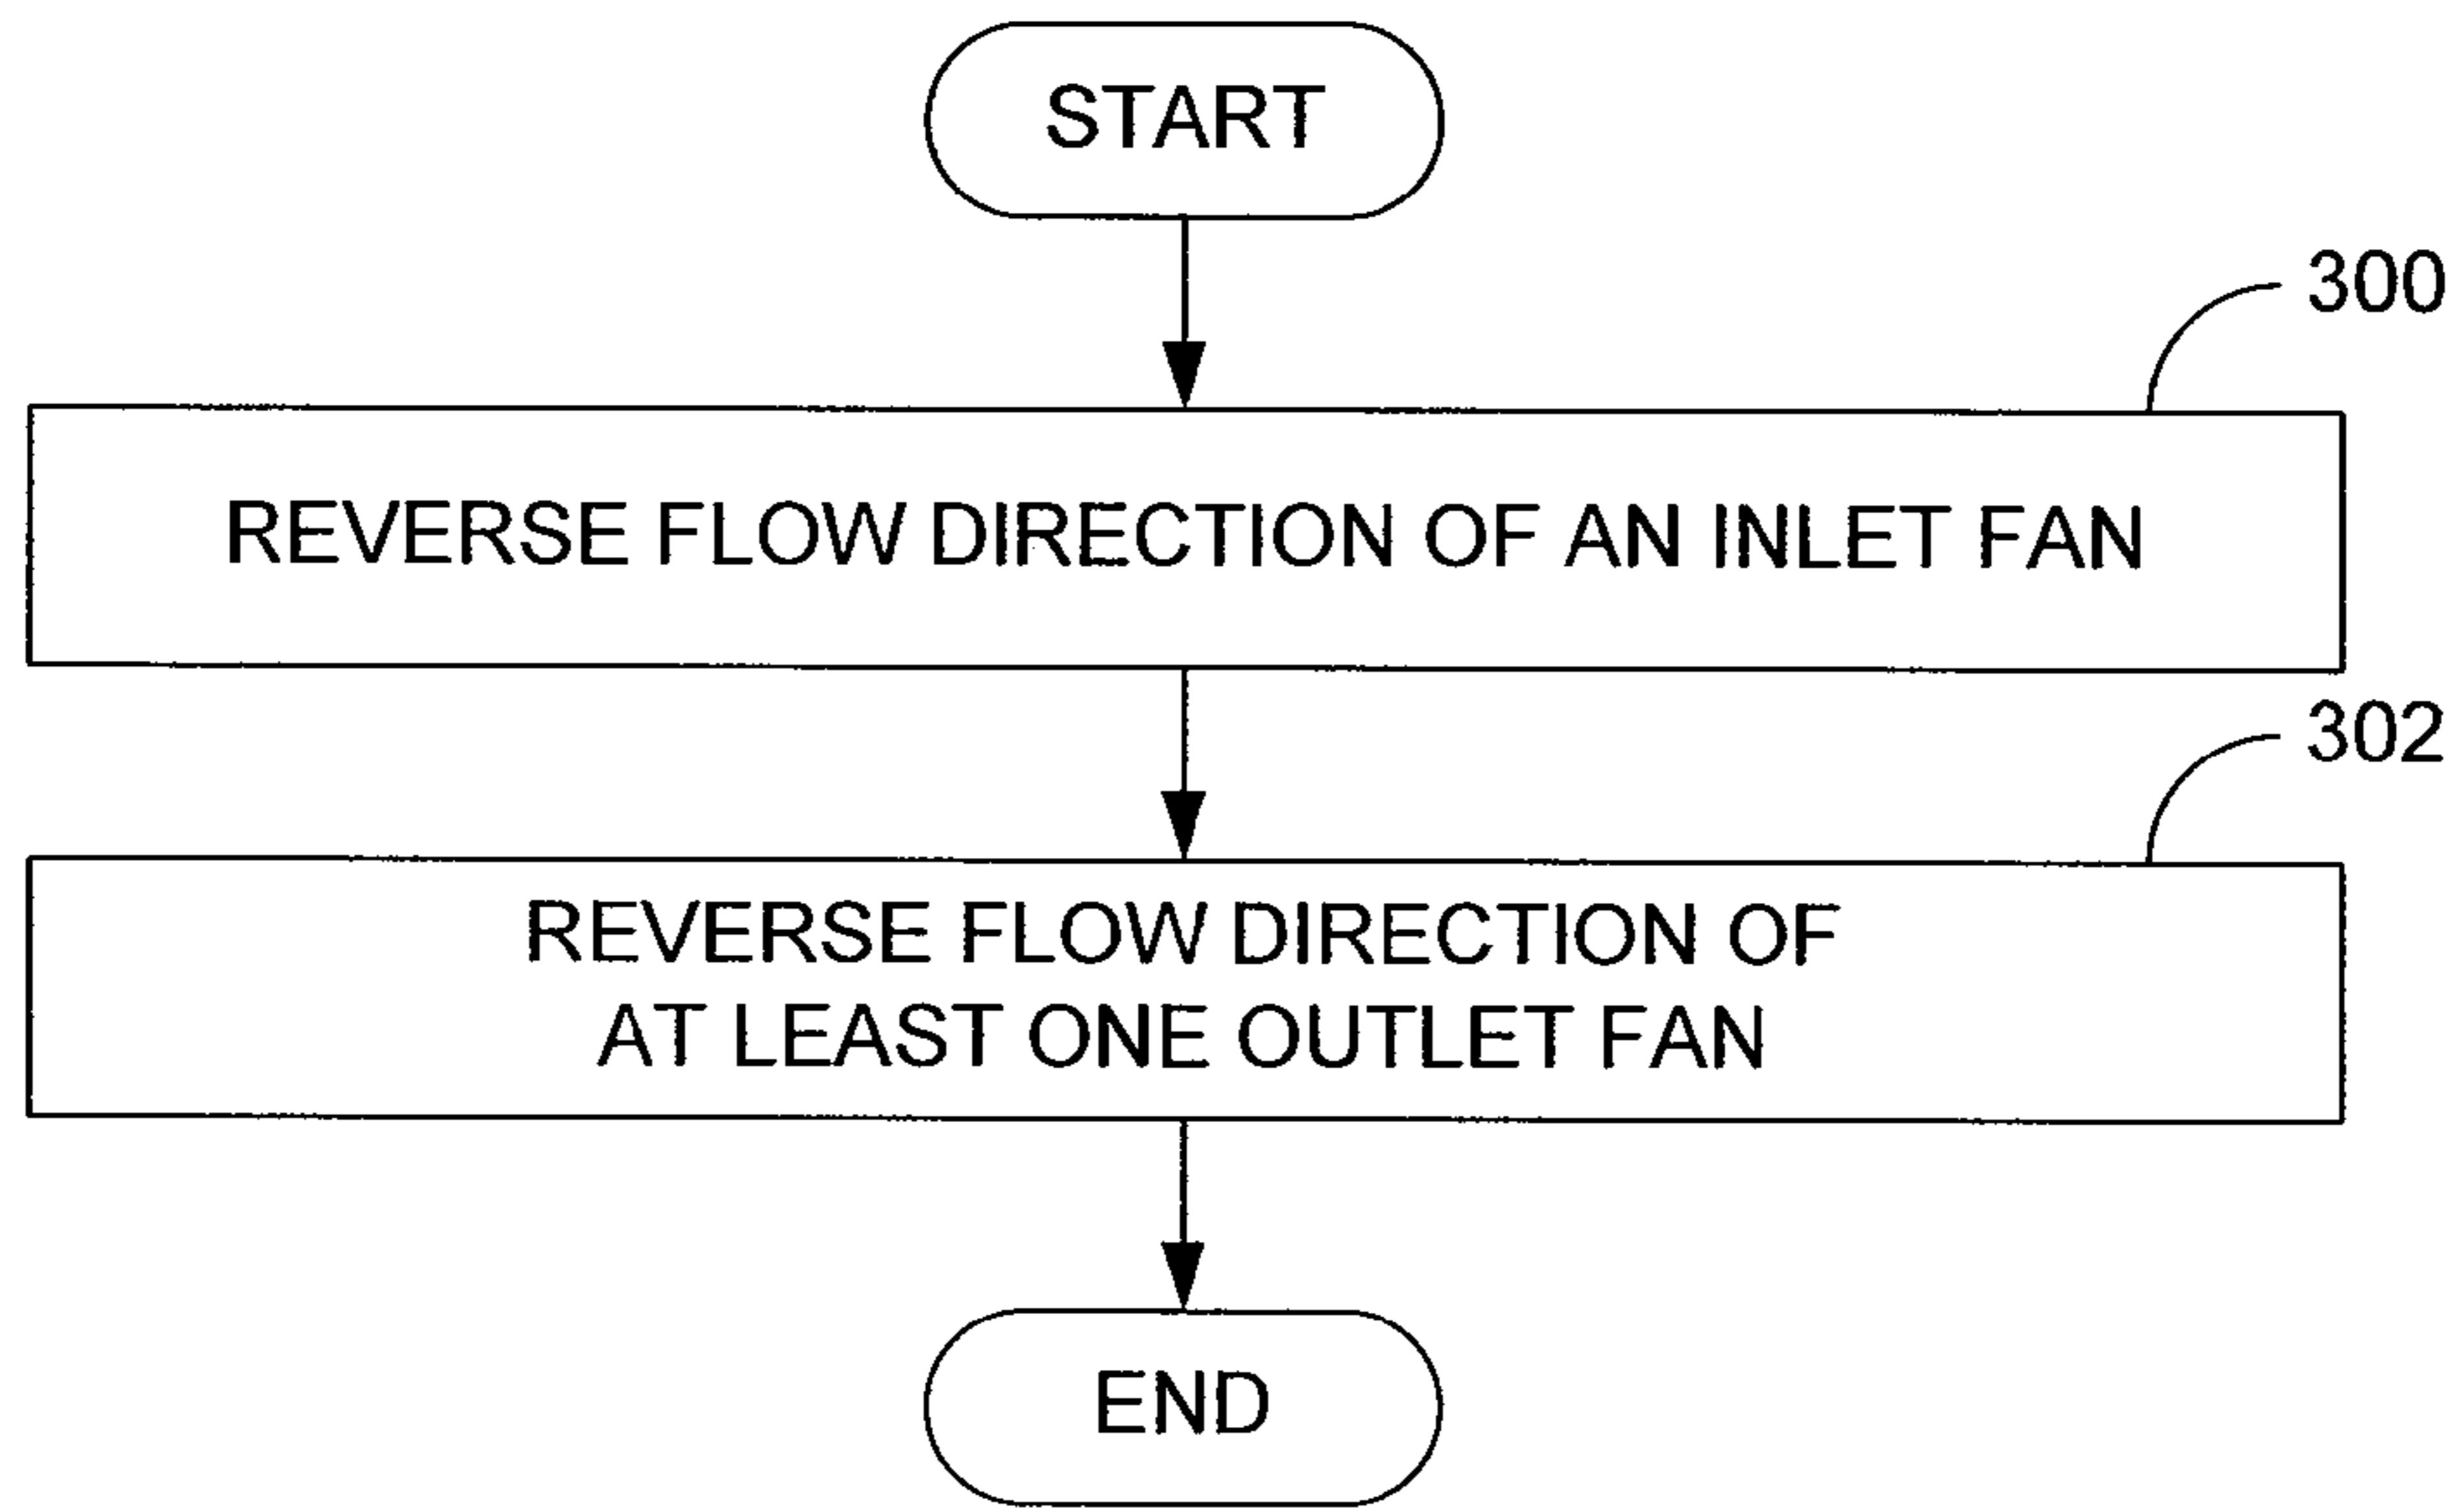 START
300
REVERSE FLOW DIRECTION OF AN INLET FAN
302
REVERSE FLOW DIRECTION OF
AT LEAST ONE OUTLET FAN
END